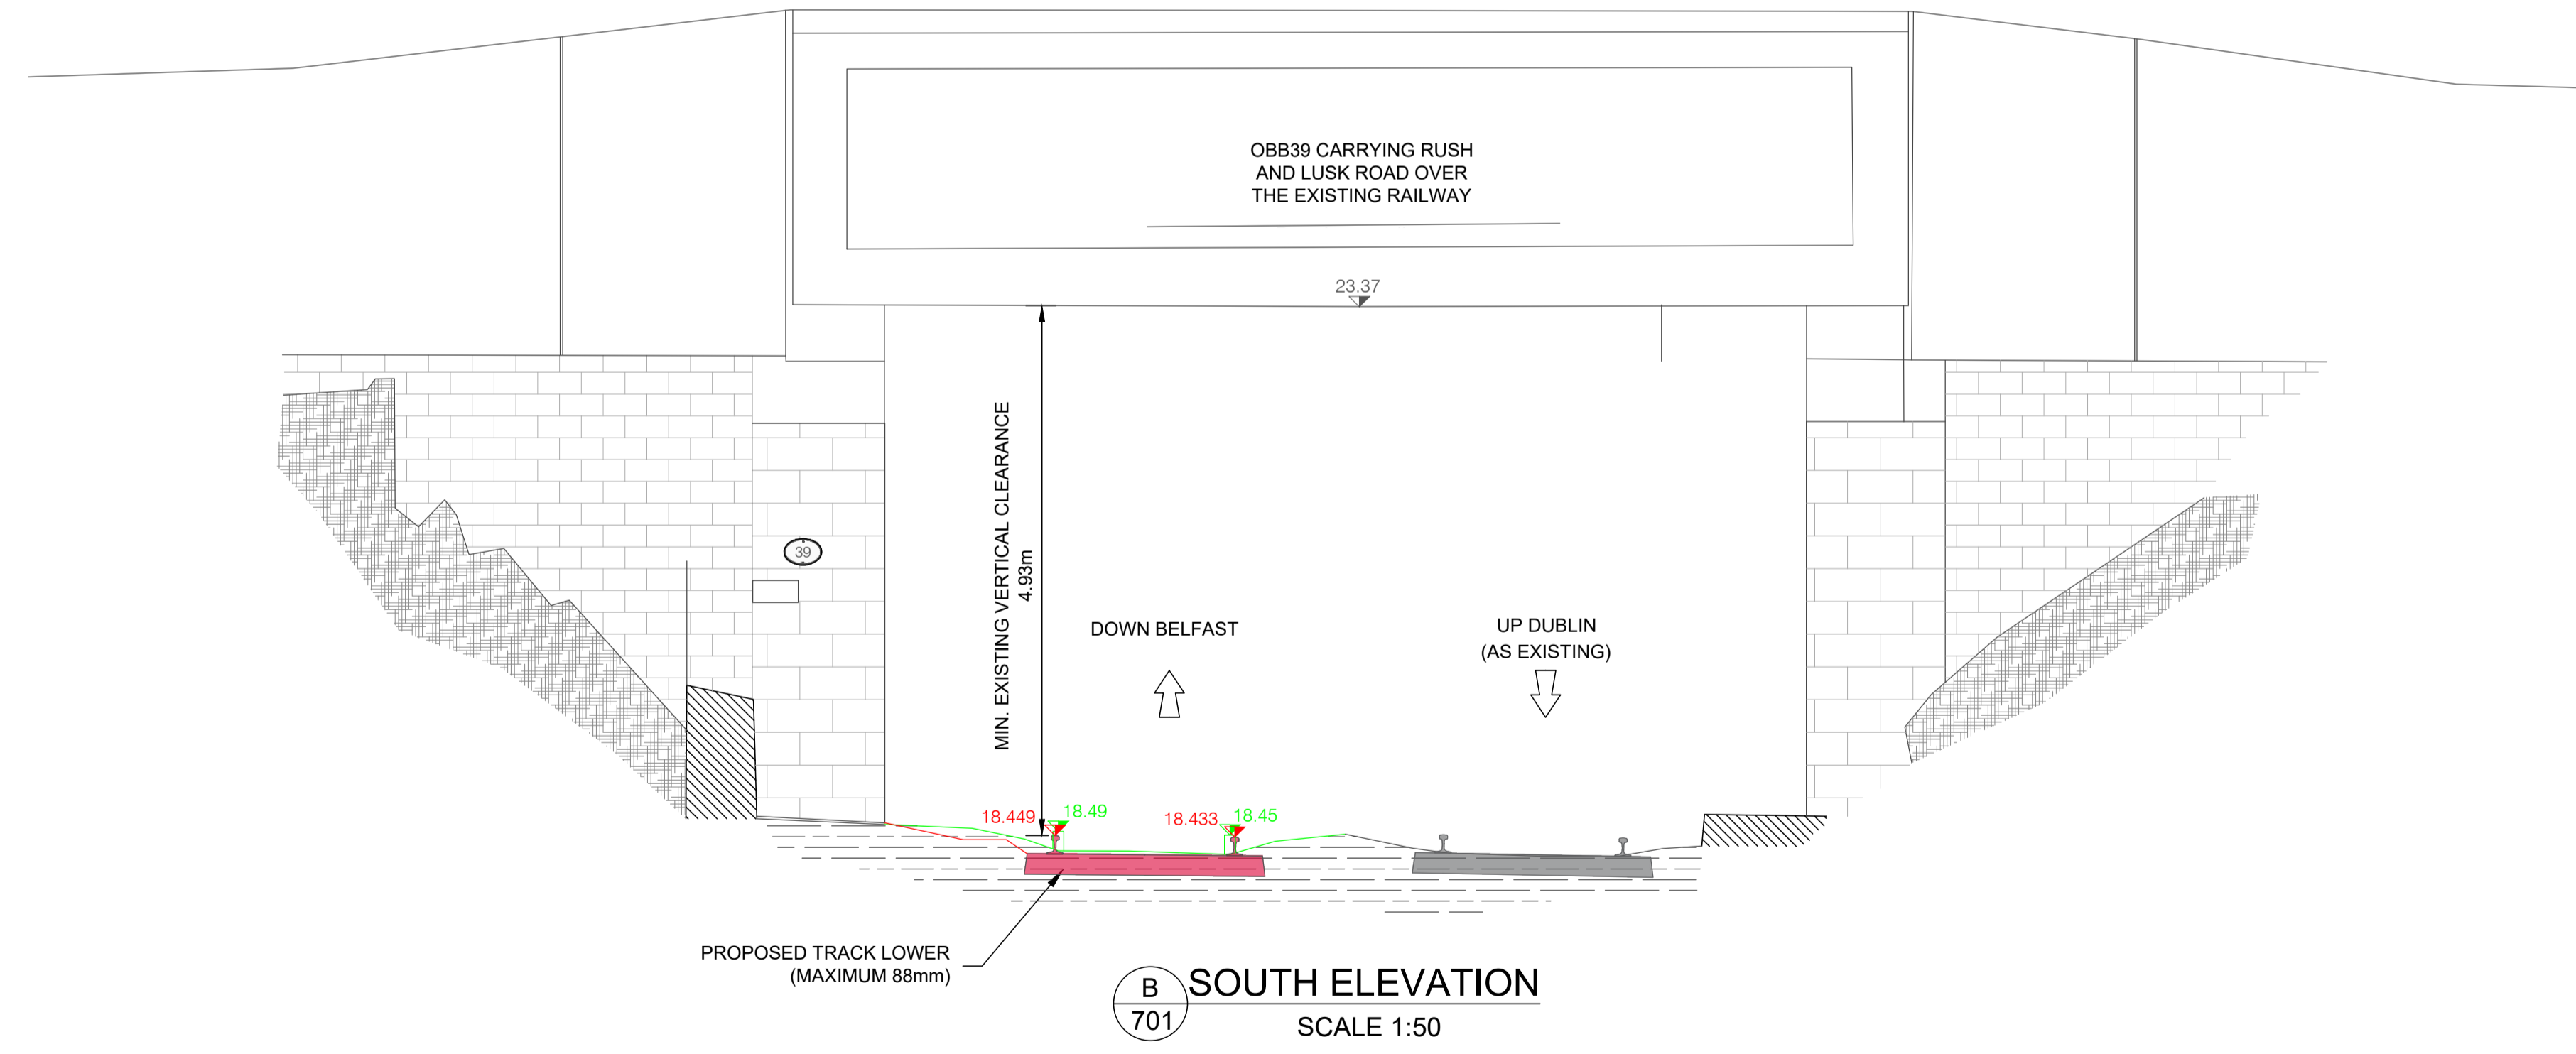 OBB39 CARRYING RUSH
AND LUSK ROAD OVER
THE EXISTING RAILWAY
23.37
MIN. EXISTING VERTICAL CLEARANCE
4.93m
39
DOWN BELFAST
UP DUBLIN
(AS EXISTING)
18.449
18.49
18.433
18.45
PROPOSED TRACK LOWER
(MAXIMUM 88mm)
B
701
SOUTH ELEVATION
SCALE 1:50